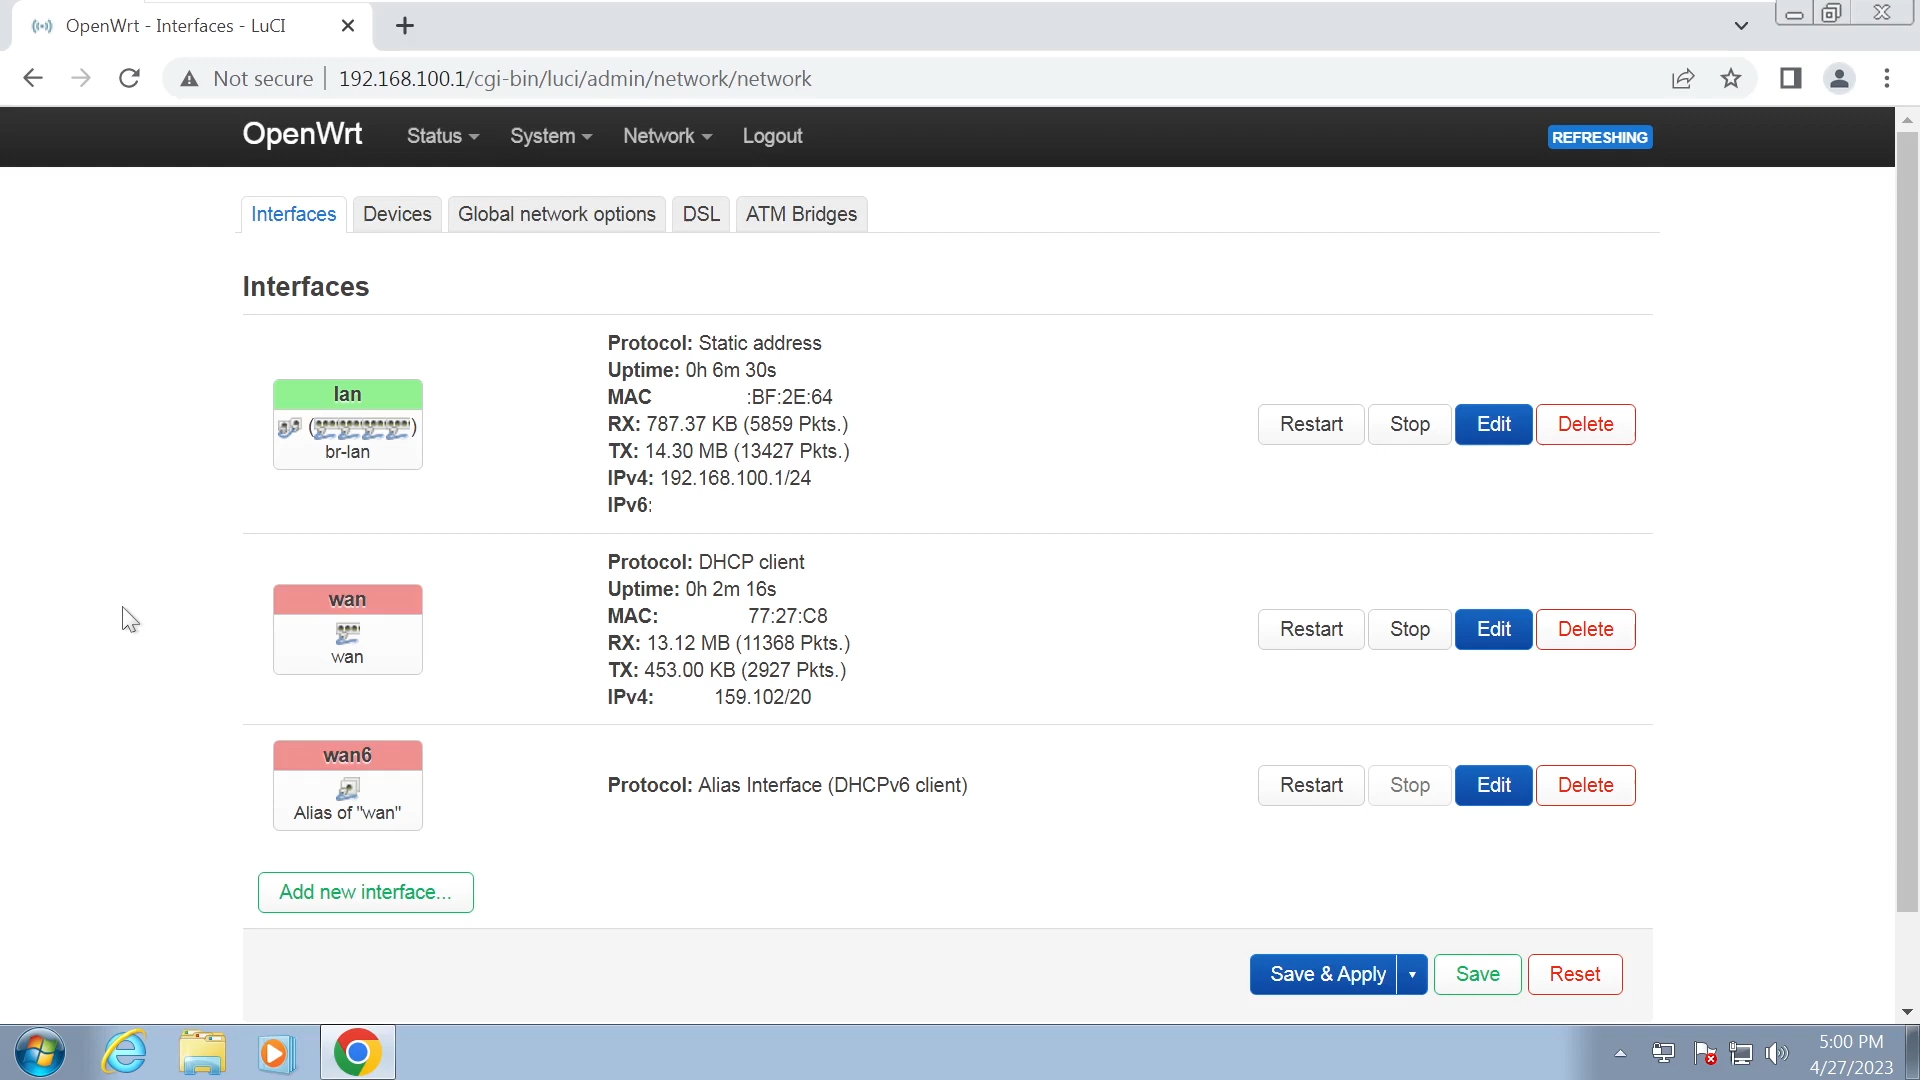 OpenWrt - Interfaces - LuCI
Not secure 192.168.100.1/cgi-bin/luci/admin/network/network
OpenWrt Status System Network Logout REFRESHING
Interfaces Devices Global network options DSL ATM Bridges
Interfaces
lan
( )
br-lan
Protocol: Static address
Uptime: 0h 6m 30s
MAC :BF:2E:64
RX: 787.37 KB (5859 Pkts.)
TX: 14.30 MB (13427 Pkts.)
IPv4: 192.168.100.1/24
IPv6:
Restart Stop Edit Delete
wan
wan
Protocol: DHCP client
Uptime: 0h 2m 16s
MAC: 77:27:C8
RX: 13.12 MB (11368 Pkts.)
TX: 453.00 KB (2927 Pkts.)
IPv4: 159.102/20
Restart Stop Edit Delete
wan6
Alias of "wan"
Protocol: Alias Interface (DHCPv6 client)
Restart Stop Edit Delete
Add new interface...
Save & Apply Save Reset
5:00 PM
4/27/2023